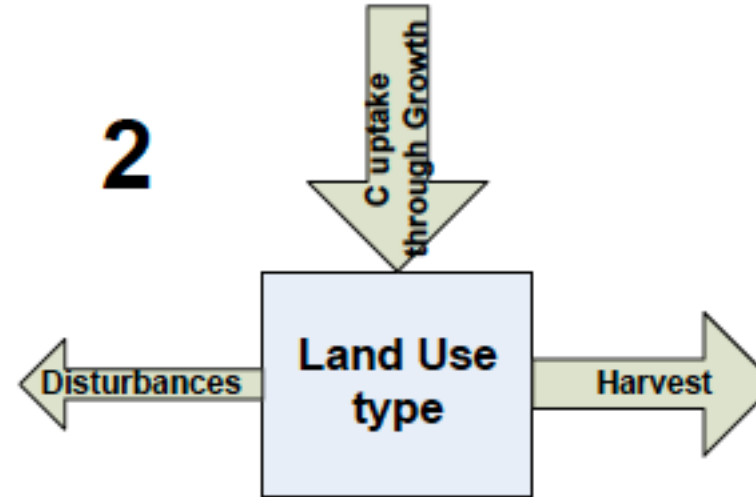 2
C uptake
through Growth
Land Use
type
Disturbances
Harvest